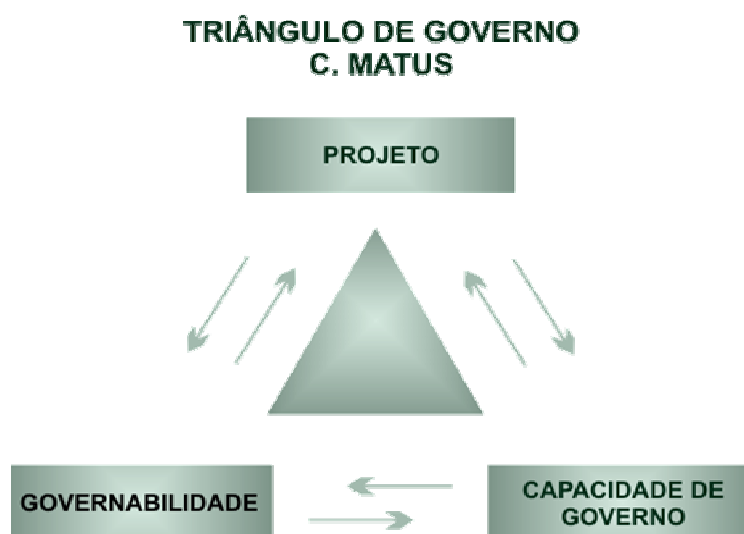 TRIÂNGULO DE GOVERNO
C. MATUS
PROJETO
GOVERNABILIDADE
CAPACIDADE DE
GOVERNO